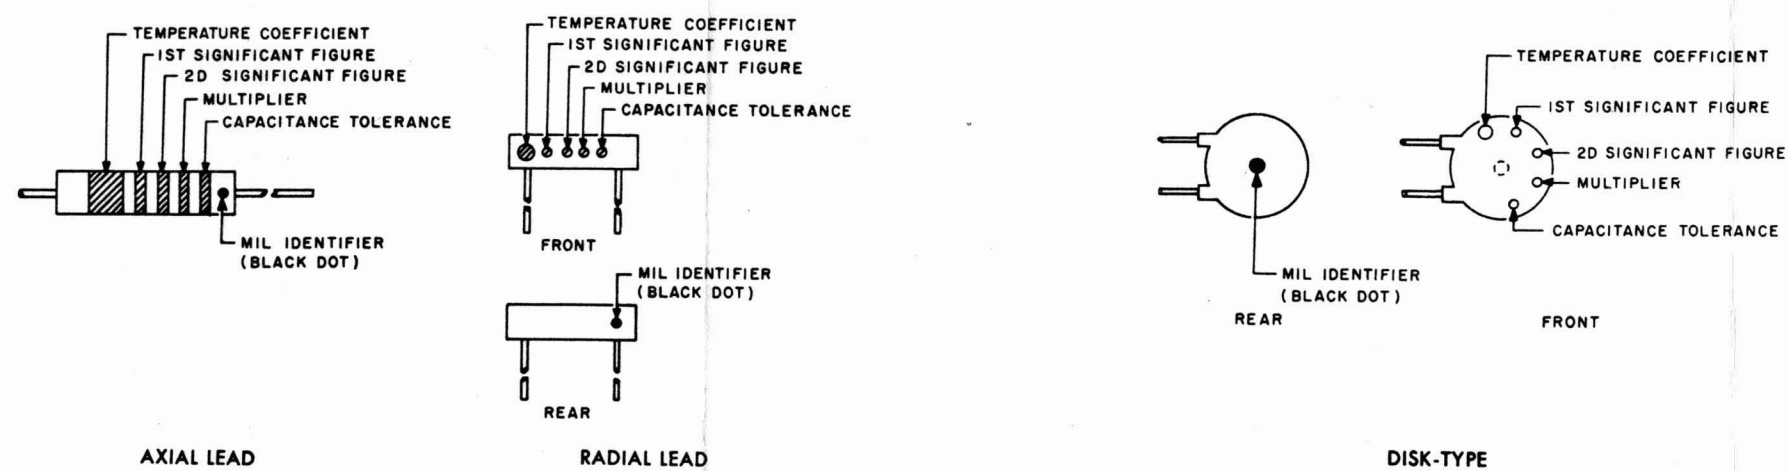 TEMPERATURE COEFFICIENT
1ST SIGNIFICANT FIGURE
2D SIGNIFICANT FIGURE
MULTIPLIER
CAPACITANCE TOLERANCE
MIL IDENTIFIER
(BLACK DOT)
AXIAL LEAD
TEMPERATURE COEFFICIENT
1ST SIGNIFICANT FIGURE
2D SIGNIFICANT FIGURE
MULTIPLIER
CAPACITANCE TOLERANCE
FRONT
MIL IDENTIFIER
(BLACK DOT)
REAR
RADIAL LEAD
MIL IDENTIFIER
(BLACK DOT)
REAR
TEMPERATURE COEFFICIENT
1ST SIGNIFICANT FIGURE
2D SIGNIFICANT FIGURE
MULTIPLIER
CAPACITANCE TOLERANCE
FRONT
DISK-TYPE